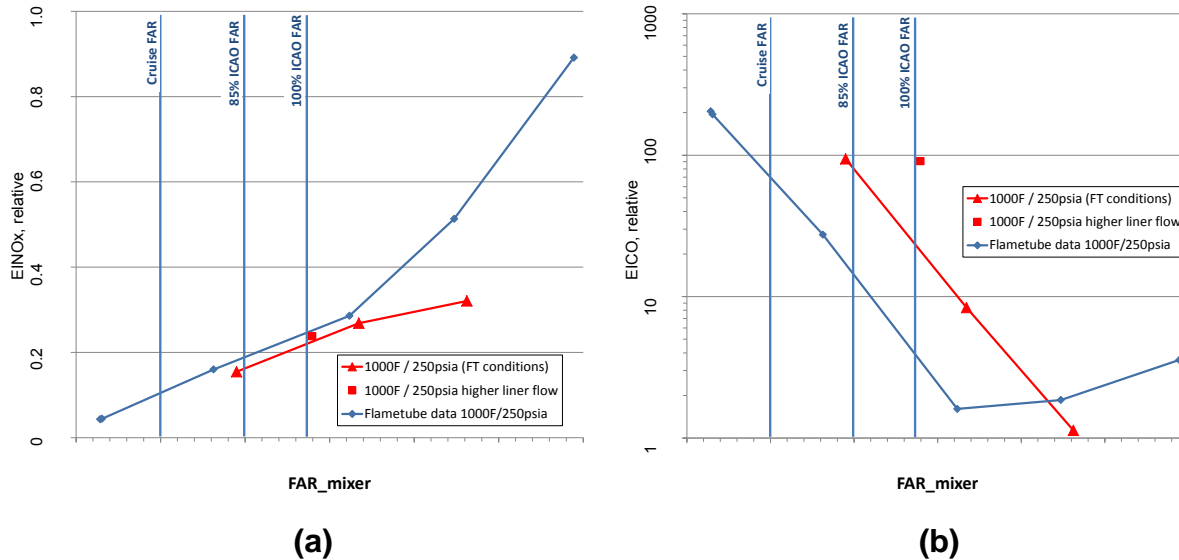 1.0
0.8
0.6
0.4
0.2
0
EINOx, relative
Cruise FAR
85% ICAO FAR
100% ICAO FAR
1000F / 250psia (FT conditions)
1000F / 250psia higher liner flow
Flametube data 1000F/250psia
FAR_mixer
(a)
1000
100
10
1
EICO, relative
Cruise FAR
85% ICAO FAR
100% ICAO FAR
1000F / 250psia (FT conditions)
1000F / 250psia higher liner flow
Flametube data 1000F/250psia
FAR_mixer
(b)